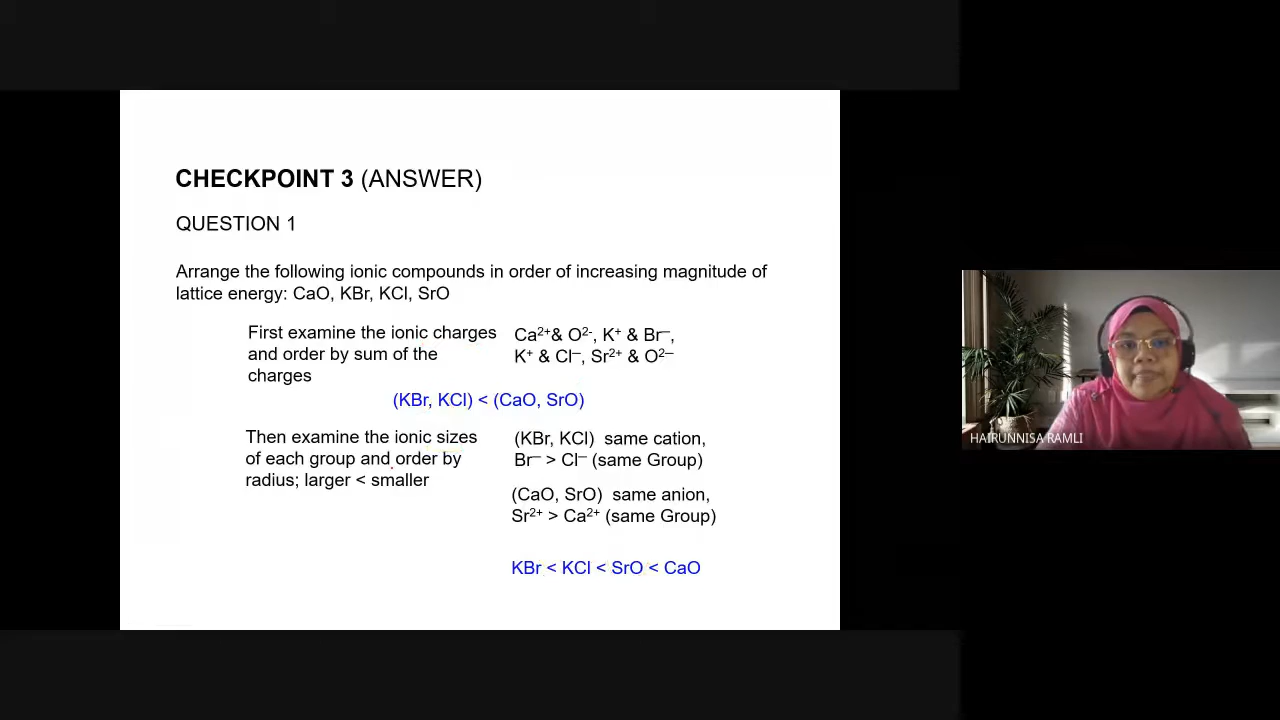 CHECKPOINT 3 (ANSWER)
QUESTION 1
Arrange the following ionic compounds in order of increasing magnitude of
lattice energy: CaO, KBr, KCl, SrO
First examine the ionic charges
and order by sum of the
charges
Ca²⁺& O²⁻, K⁺ & Br⁻,
K⁺ & Cl⁻, Sr²⁺ & O²⁻
(KBr, KCl) < (CaO, SrO)
Then examine the ionic sizes
of each group and order by
radius; larger < smaller
(KBr, KCl) same cation,
Br⁻ > Cl⁻ (same Group)
(CaO, SrO) same anion,
Sr²⁺ > Ca²⁺ (same Group)
KBr < KCl < SrO < CaO
HAIRUNNISA RAMLI